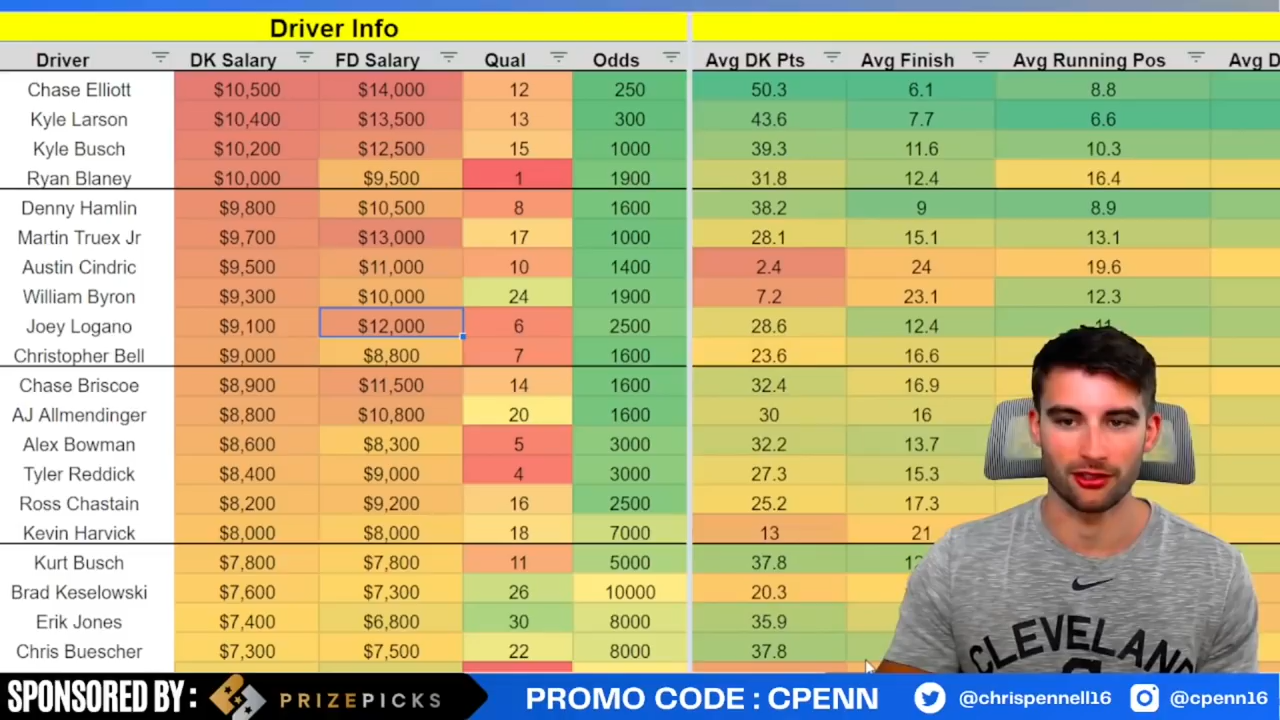 Driver Info
Driver DK Salary FD Salary Qual Odds Avg DK Pts Avg Finish Avg Running Pos Avg D
Chase Elliott $10,500 $14,000 12 250 50.3 6.1 8.8
Kyle Larson $10,400 $13,500 13 300 43.6 7.7 6.6
Kyle Busch $10,200 $12,500 15 1000 39.3 11.6 10.3
Ryan Blaney $10,000 $9,500 1 1900 31.8 12.4 16.4
Denny Hamlin $9,800 $10,500 8 1600 38.2 9 8.9
Martin Truex Jr $9,700 $13,000 17 1000 28.1 15.1 13.1
Austin Cindric $9,500 $11,000 10 1400 2.4 24 19.6
William Byron $9,300 $10,000 24 1900 7.2 23.1 12.3
Joey Logano $9,100 $12,000 6 2500 28.6 12.4 11
Christopher Bell $9,000 $8,800 7 1600 23.6 16.6
Chase Briscoe $8,900 $11,500 14 1600 32.4 16.9
AJ Allmendinger $8,800 $10,800 20 1600 30 16
Alex Bowman $8,600 $8,300 5 3000 32.2 13.7
Tyler Reddick $8,400 $9,000 4 3000 27.3 15.3
Ross Chastain $8,200 $9,200 16 2500 25.2 17.3
Kevin Harvick $8,000 $8,000 18 7000 13 21
Kurt Busch $7,800 $7,800 11 5000 37.8
Brad Keselowski $7,600 $7,300 26 10000 20.3
Erik Jones $7,400 $6,800 30 8000 35.9
Chris Buescher $7,300 $7,500 22 8000 37.8
CLEVELAND
SPONSORED BY: PRIZEPICKS PROMO CODE : CPENN @chrispennell16 @cpenn16